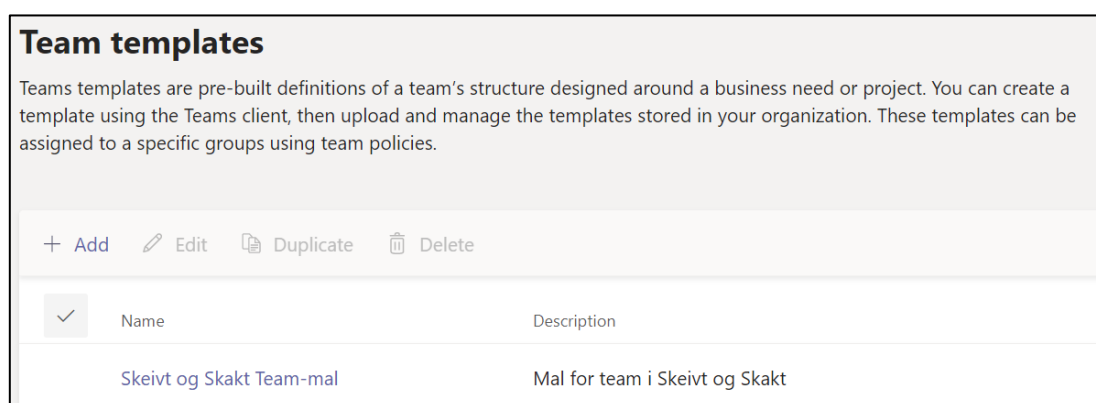 Team templates
Teams templates are pre-built definitions of a team's structure designed around a business need or project. You can create a
template using the Teams client, then upload and manage the templates stored in your organization. These templates can be
assigned to a specific groups using team policies.
+ Add Edit Duplicate Delete
Name Description
Skeivt og Skakt Team-mal Mal for team i Skeivt og Skakt